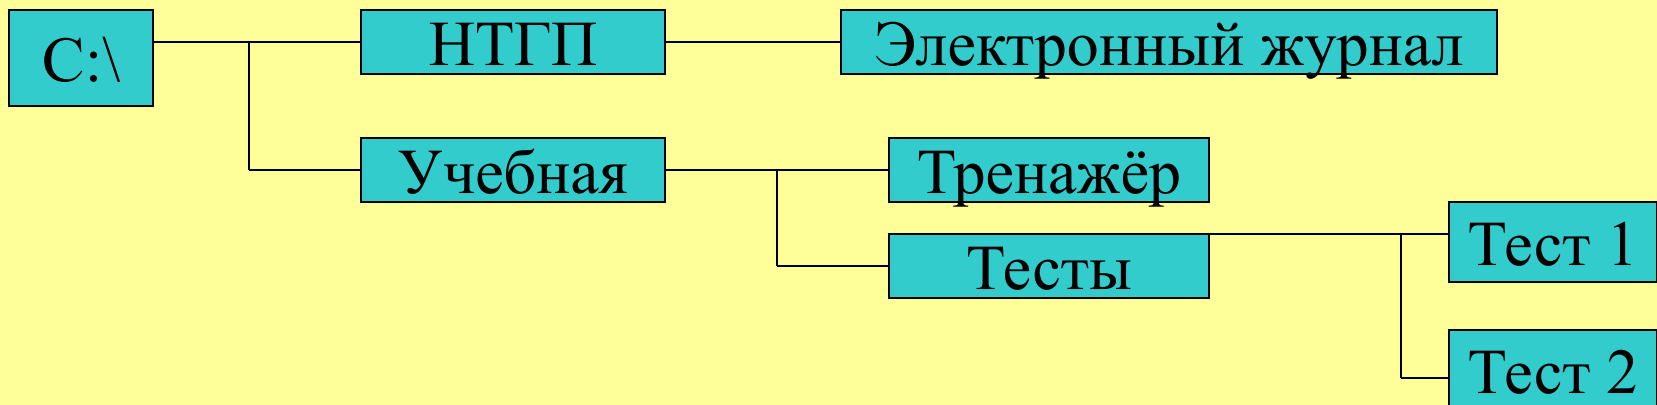 С:\
НТГП
Электронный журнал
Учебная
Тренажёр
Тесты
Тест 1
Тест 2